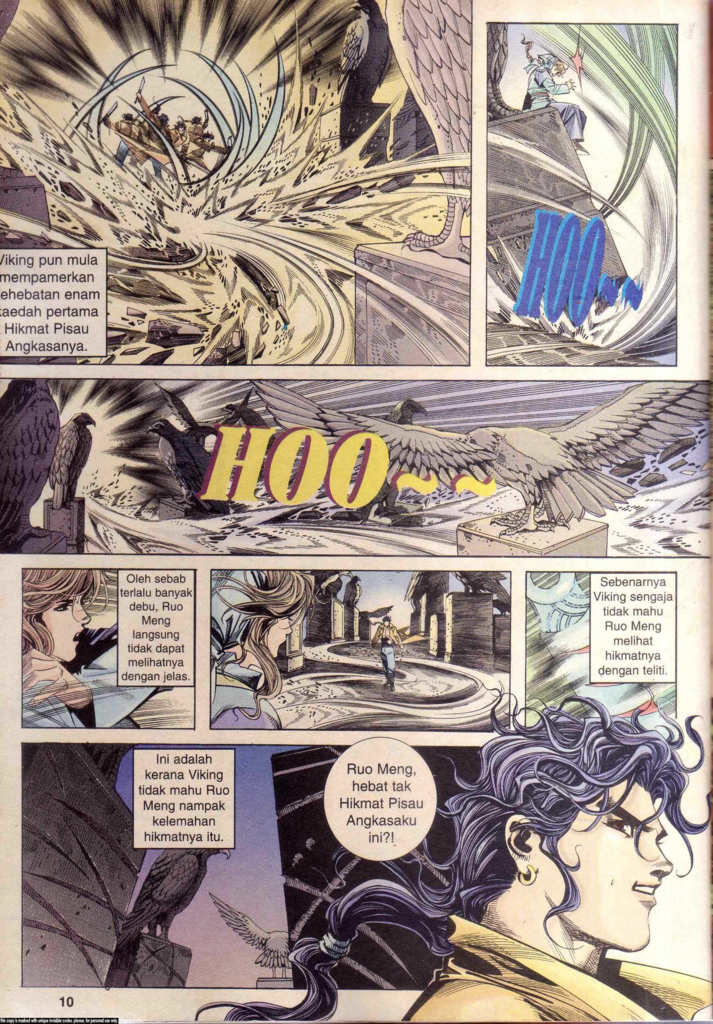 Viking pun mula
mempamerkan
kehebatan enam
kaedah pertama
Hikmat Pisau
Angkasanya.
HOO~~
HOO~~
Oleh sebab
terlalu banyak
debu, Ruo
Meng
langsung
tidak dapat
melihatnya
dengan jelas.
Sebenarnya
Viking sengaja
tidak mahu
Ruo Meng
melihat
hikmatnya
dengan teliti.
Ini adalah
kerana Viking
tidak mahu Ruo
Meng nampak
kelemahan
hikmatnya itu.
Ruo Meng,
hebat tak
Hikmat Pisau
Angkasaku
ini?!
10